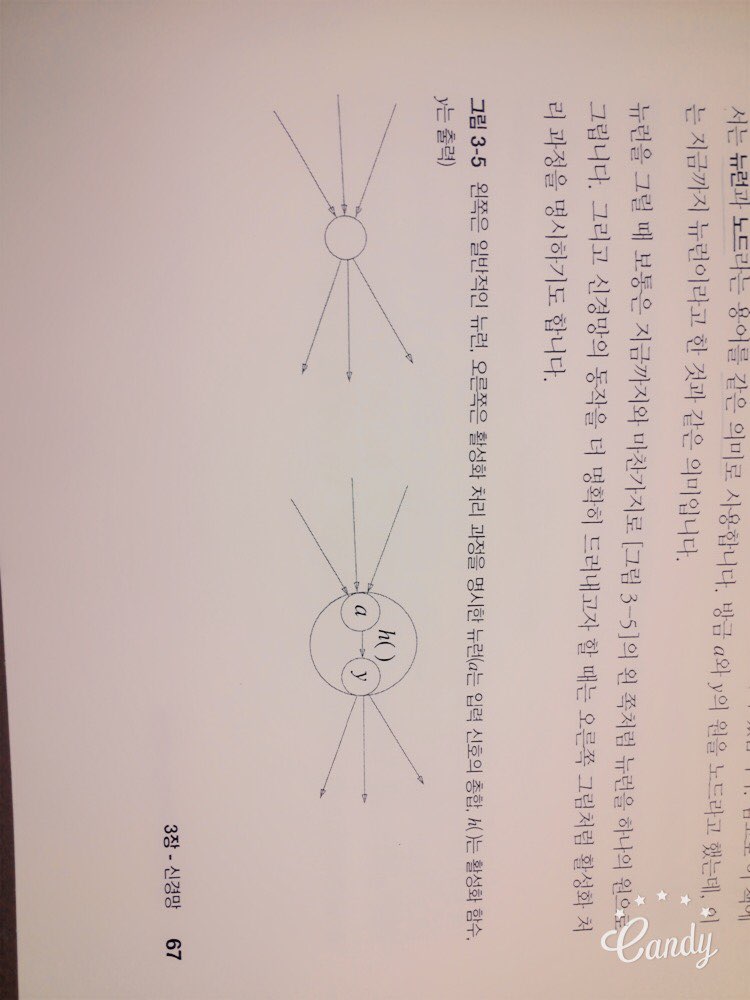 서는 뉴런과 노드라는 용어를 같은 의미로 사용합니다. 방금 a와 y의 원을 노드라고 했는데, 이
는 지금까지 뉴런이라고 한 것과 같은 의미입니다.
뉴런을 그릴 때 보통은 지금까지와 마찬가지로 [그림 3-5]의 왼쪽처럼 뉴런을 하나의 원으로
그립니다. 그리고 신경망의 동작을 더 명확히 드러내고자 할 때는 오른쪽 그림처럼 활성화 처
리 과정을 명시하기도 합니다.
그림 3-5 왼쪽은 일반적인 뉴런, 오른쪽은 활성화 처리 과정을 명시한 뉴런(a는 입력 신호의 총합, h()는 활성화 함수,
y는 출력)
h()
a
y
3장 - 신경망 67
Candy